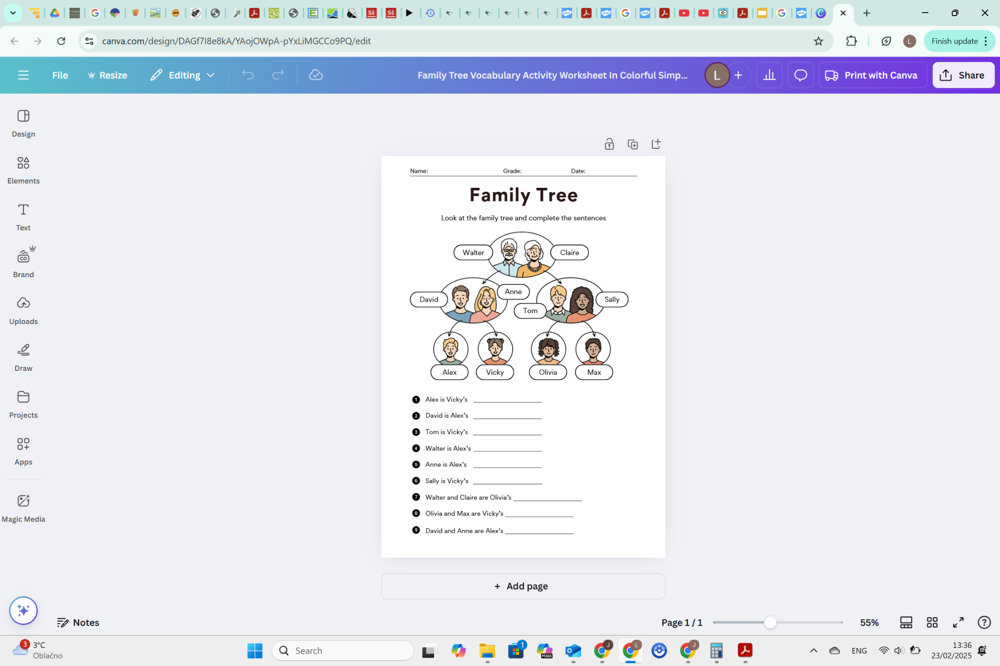 canva.com/design/DAGf7I8e8kA/YAojOWpA-pYxLiMGCCo9PQ/edit
L
Finish update
File
Resize
Editing
Family Tree Vocabulary Activity Worksheet In Colorful Simp...
L
Print with Canva
Share
Design
Elements
Text
Brand
Uploads
Draw
Projects
Apps
Magic Media
Name: Grade: Date:
Family Tree
Look at the family tree and complete the sentences
Walter Claire
David Anne Tom Sally
Alex Vicky Olivia Max
1 Alex is Vicky's
2 David is Alex's
3 Tom is Vicky's
4 Walter is Alex's
5 Anne is Alex's
6 Sally is Vicky's
7 Walter and Claire are Olivia's
8 Olivia and Max are Vicky's
9 David and Anne are Alex's
+ Add page
Notes
Page 1 / 1
55%
3
3°C
Oblačno
Search
1
M365
J
L
J
ENG
13:36
23/02/2025